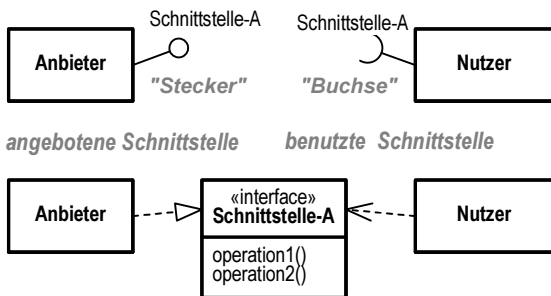 Schnittstelle-A
Schnittstelle-A
Anbieter
Nutzer
"Stecker"
"Buchse"
angebotene Schnittstelle
benutzte Schnittstelle
Anbieter
«interface»
Schnittstelle-A
Nutzer
operation1()
operation2()